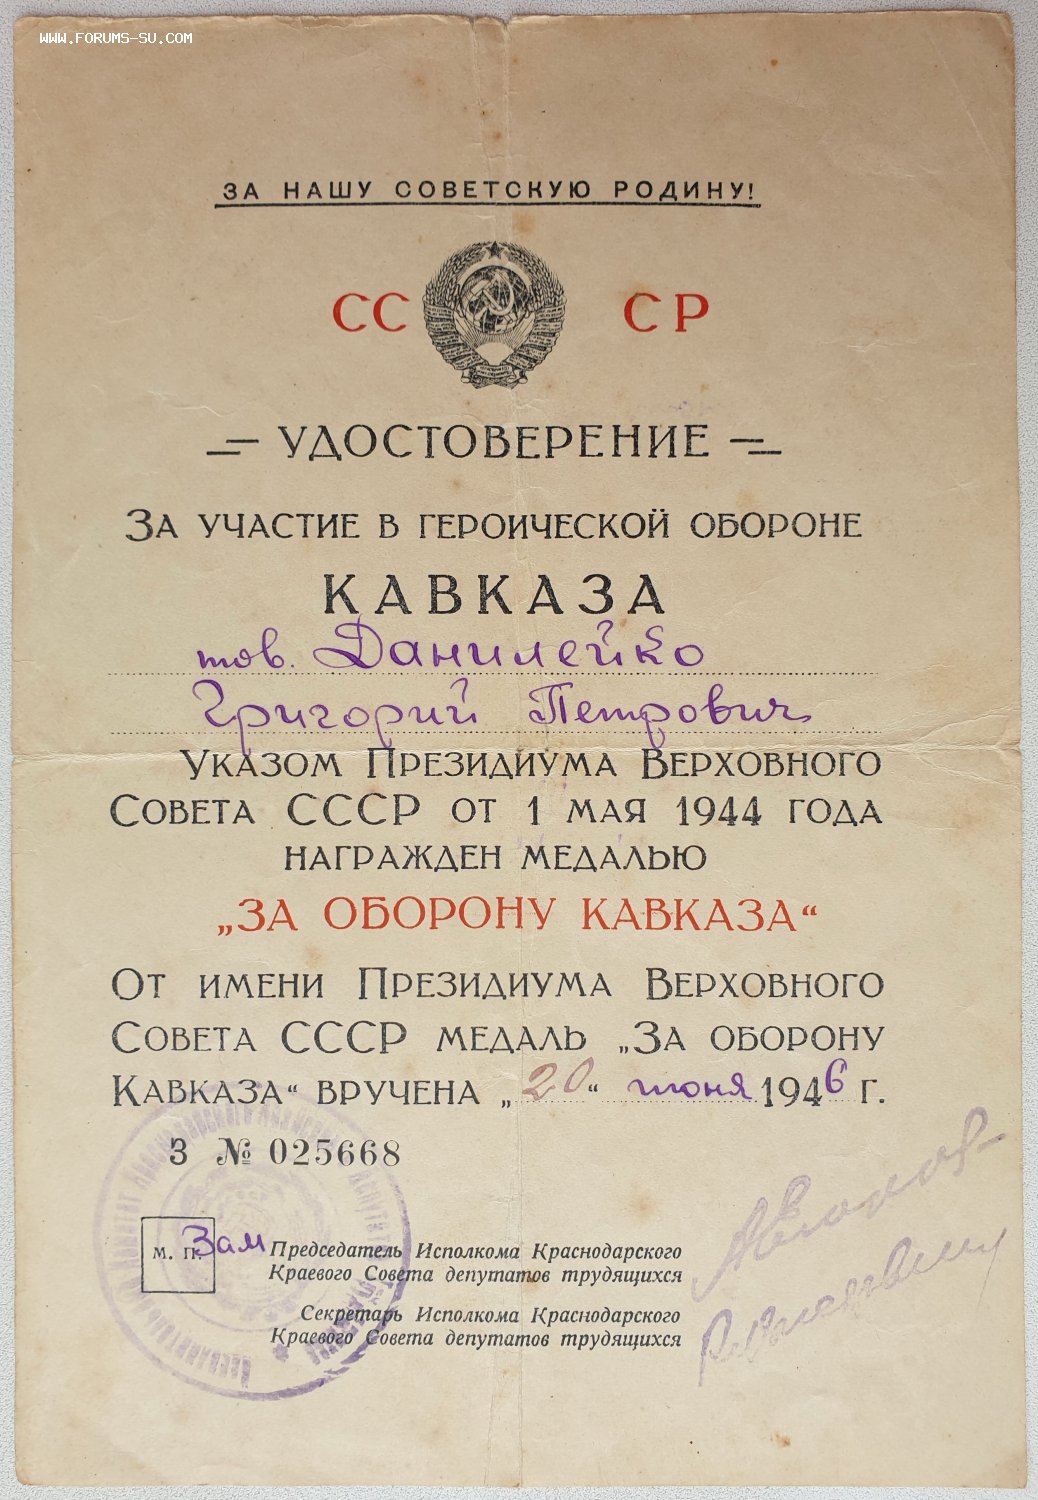 WWW.FORUMS-SU.COM
ЗА НАШУ СОВЕТСКУЮ РОДИНУ!
СС СР
УДОСТОВЕРЕНИЕ
ЗА УЧАСТИЕ В ГЕРОИЧЕСКОЙ ОБОРОНЕ
КАВКАЗА
тов. Данилейко
Григорий Петрович
УКАЗОМ ПРЕЗИДИУМА ВЕРХОВНОГО
СОВЕТА СССР ОТ 1 МАЯ 1944 ГОДА
НАГРАЖДЕН МЕДАЛЬЮ
„ЗА ОБОРОНУ КАВКАЗА“
ОТ ИМЕНИ ПРЕЗИДИУМА ВЕРХОВНОГО
СОВЕТА СССР МЕДАЛЬ „ЗА ОБОРОНУ
КАВКАЗА“ ВРУЧЕНА „20“ июня 1946 Г.
З № 025668
М. П. Зам Председатель Исполкома Краснодарского
Краевого Совета депутатов трудящихся
Секретарь Исполкома Краснодарского
Краевого Совета депутатов трудящихся